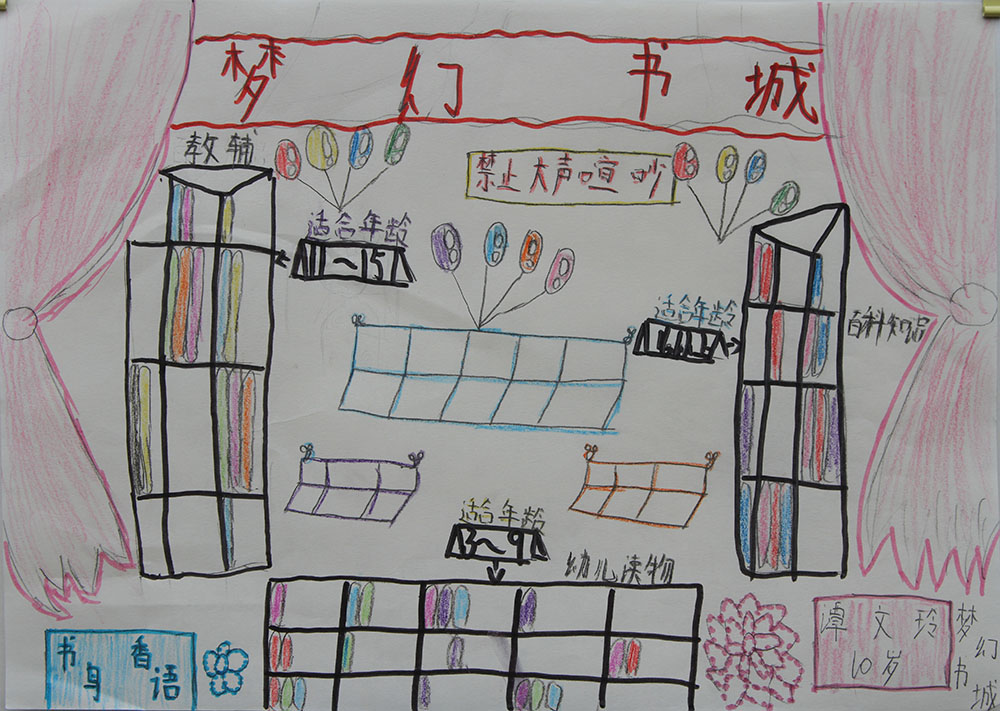 梦幻书城
教辅
禁止大声喧吵
适合年龄
11~15
适合年龄
百科知识
适合年龄
3~9
幼儿读物
书香
鸟语
谭文玲
10岁
梦幻书城